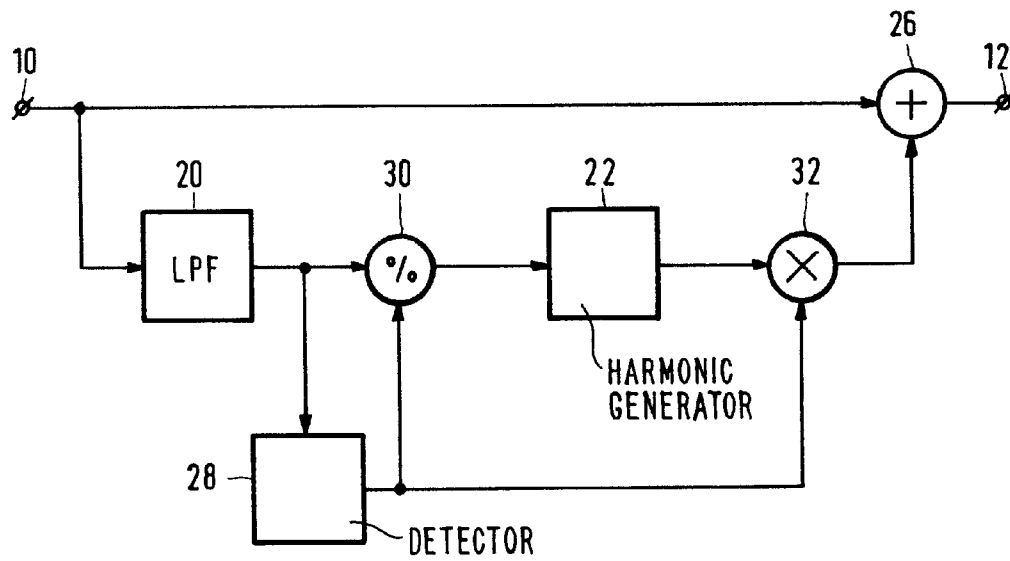 26
10
12
+
20
30
22
32
LPF
%
×
HARMONIC
GENERATOR
28
DETECTOR